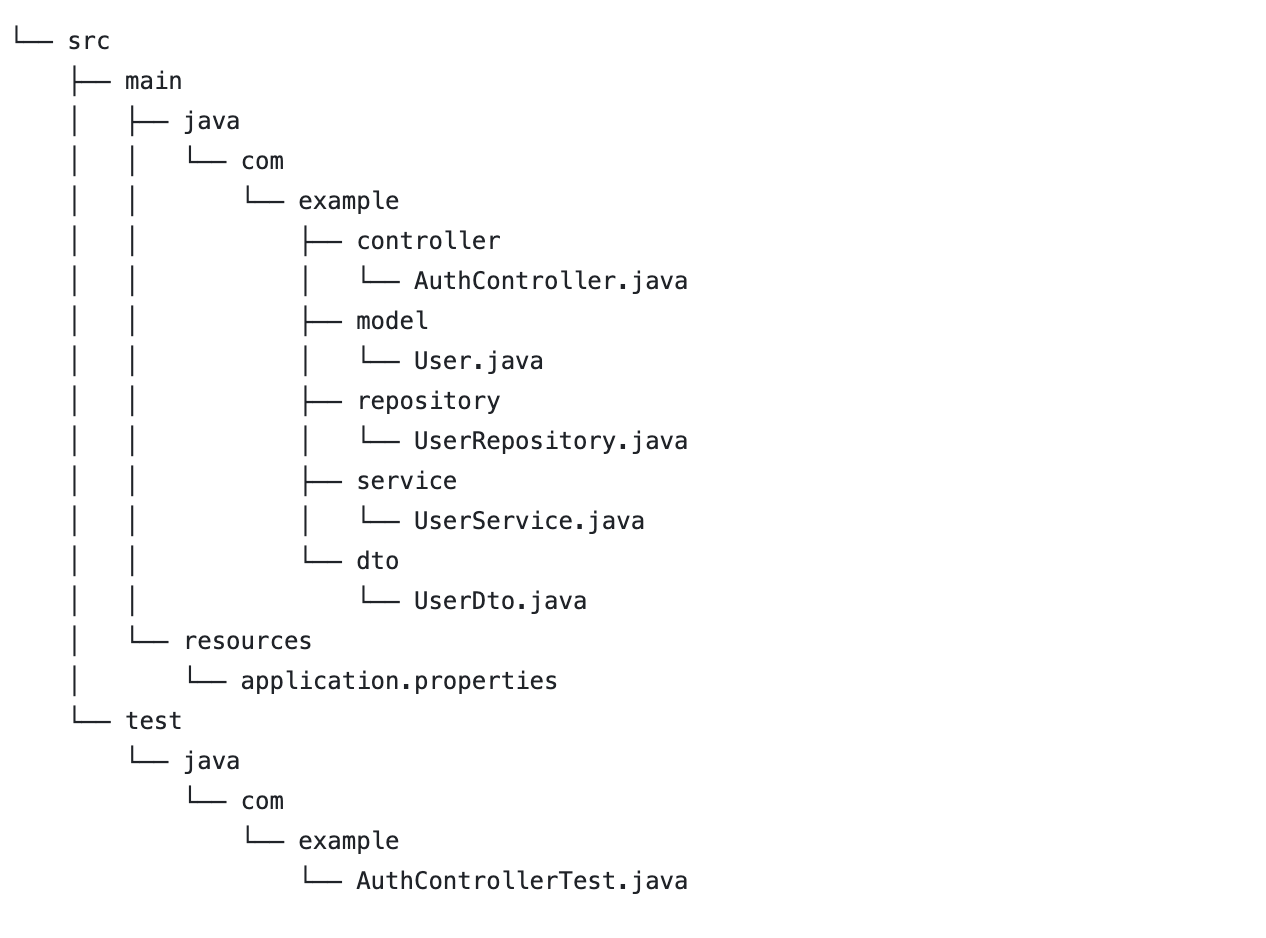 └── src
    ├── main
    │   ├── java
    │   │   └── com
    │   │       └── example
    │   │           ├── controller
    │   │           │   └── AuthController.java
    │   │           ├── model
    │   │           │   └── User.java
    │   │           ├── repository
    │   │           │   └── UserRepository.java
    │   │           ├── service
    │   │           │   └── UserService.java
    │   │           └── dto
    │   │               └── UserDto.java
    │   └── resources
    │       └── application.properties
    └── test
        └── java
            └── com
                └── example
                    └── AuthControllerTest.java